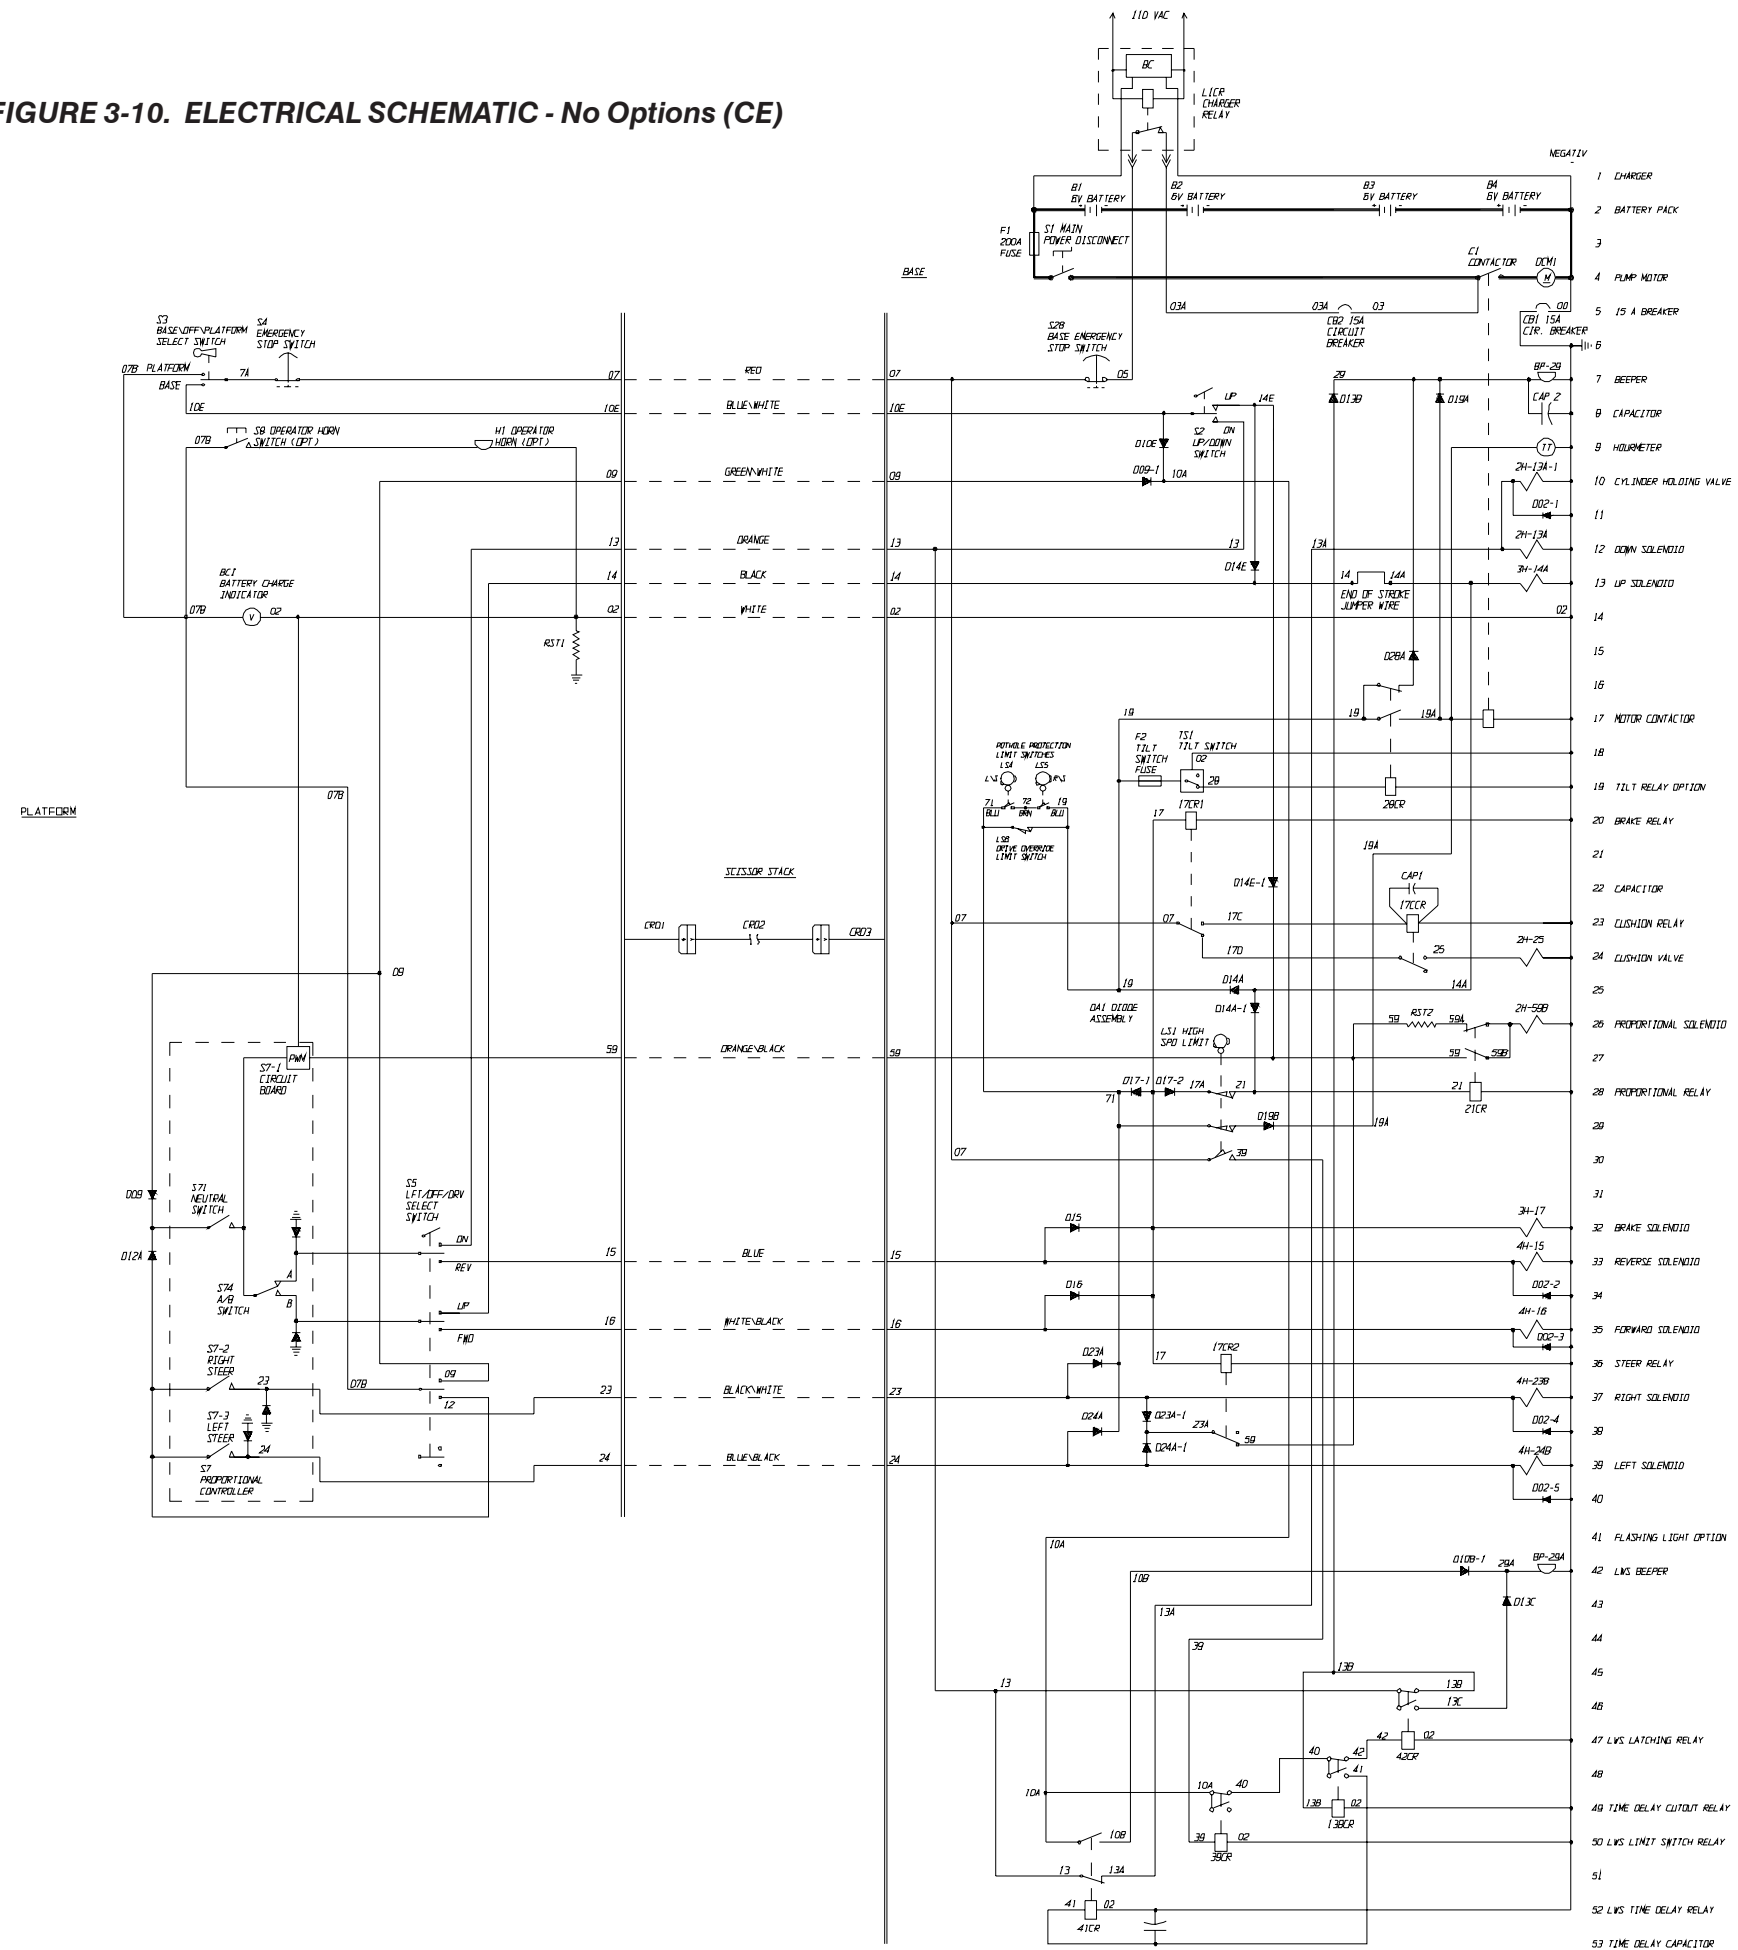 FIGURE 3-10. ELECTRICAL SCHEMATIC - No Options (CE)
110 VAC
BC
L1CR
CHARGER
RELAY
NEGATIV
-
1 CHARGER
B1
6V BATTERY
B2
6V BATTERY
B3
6V BATTERY
B4
6V BATTERY
2 BATTERY PACK
F1
200A
FUSE
S1 MAIN
POWER DISCONNECT
3
C1
CONTACTOR
DCM1
M
4 PUMP MOTOR
BASE
03A
03A
03
00
5 15 A BREAKER
CB2 15A
CIRCUIT
BREAKER
CB1 15A
CIR. BREAKER
6
S3
BASE\OFF\PLATFORM
SELECT SWITCH
S4
EMERGENCY
STOP SWITCH
S28
BASE EMERGENCY
STOP SWITCH
07B
PLATFORM
BASE
7A
07
RED
07
05
29
BP-29
7 BEEPER
10E
10E
BLUE\WHITE
10E
UP
14E
D13B
D19A
CAP 2
8 CAPACITOR
S2
UP/DOWN
SWITCH
DN
07B
S8 OPERATOR HORN
SWITCH (OPT)
H1 OPERATOR
HORN (OPT)
D10E
TT
9 HOURMETER
09
GREEN\WHITE
09
D09-1
10A
2H-13A-1
10 CYLINDER HOLDING VALVE
D02-1
11
13
ORANGE
13
13
13A
2H-13A
12 DOWN SOLENOID
D14E
14
BLACK
14
14
14A
3H-14A
13 UP SOLENOID
END OF STROKE
JUMPER WIRE
BCI
BATTERY CHARGE
INDICATOR
07B
V
02
02
WHITE
02
02
14
RST1
15
D28A
16
19
19
19A
17 MOTOR CONTACTOR
POTHOLE PROTECTION
LIMIT SWITCHES
LS4
LS5
L/S
R/S
F2
TILT
SWITCH
FUSE
TS1
TILT SWITCH
02
28
18
28CR
19 TILT RELAY OPTION
07B
PLATFORM
71
72
19
BLU
BRN
BLU
LS8
DRIVE OVERRIDE
LIMIT SWITCH
17
17CR1
20 BRAKE RELAY
19A
21
SCISSOR STACK
D14E-1
CAP1
22 CAPACITOR
CRD1
CRD2
CRD3
07
07
17C
17CCR
23 CUSHION RELAY
17D
25
2H-25
24 CUSHION VALVE
09
19
D14A
14A
25
DA1 DIODE
ASSEMBLY
D14A-1
LS1 HIGH
SPD LIMIT
59
RST2
59A
2H-59B
26 PROPORTIONAL SOLENOID
PWM
59
ORANGE\BLACK
59
59
59B
27
S7-1
CIRCUIT
BOARD
D17-1
D17-2
17A
21
21
21CR
28 PROPORTIONAL RELAY
71
D19B
19A
29
07
39
30
D09
S71
NEUTRAL
SWITCH
S5
LFT/OFF/DRV
SELECT
SWITCH
31
D15
3H-17
32 BRAKE SOLENOID
D12A
DN
REV
15
BLUE
15
4H-15
33 REVERSE SOLENOID
S74
A/B
SWITCH
A
B
D16
D02-2
34
UP
FWD
16
WHITE\BLACK
16
4H-16
35 FORWARD SOLENOID
D02-3
S7-2
RIGHT
STEER
23
07B
09
12
D23A
17
17CR2
36 STEER RELAY
23
BLACK\WHITE
23
4H-23B
37 RIGHT SOLENOID
S7-3
LEFT
STEER
24
D24A
D23A-1
23A
59
D02-4
38
D24A-1
24
BLUE\BLACK
24
4H-24B
39 LEFT SOLENOID
S7
PROPORTIONAL
CONTROLLER
D02-5
40
10A
41 FLASHING LIGHT OPTION
10B
D10B-1
29A
BP-29A
42 LWS BEEPER
13A
D13C
43
39
44
13B
45
13
13B
13C
46
42
02
42CR
47 LWS LATCHING RELAY
40
42
41
48
10A
10A
40
13B
02
13BCR
49 TIME DELAY CUTOUT RELAY
10B
39
02
39CR
50 LWS LIMIT SWITCH RELAY
13
13A
51
41
02
41CR
52 LWS TIME DELAY RELAY
53 TIME DELAY CAPACITOR